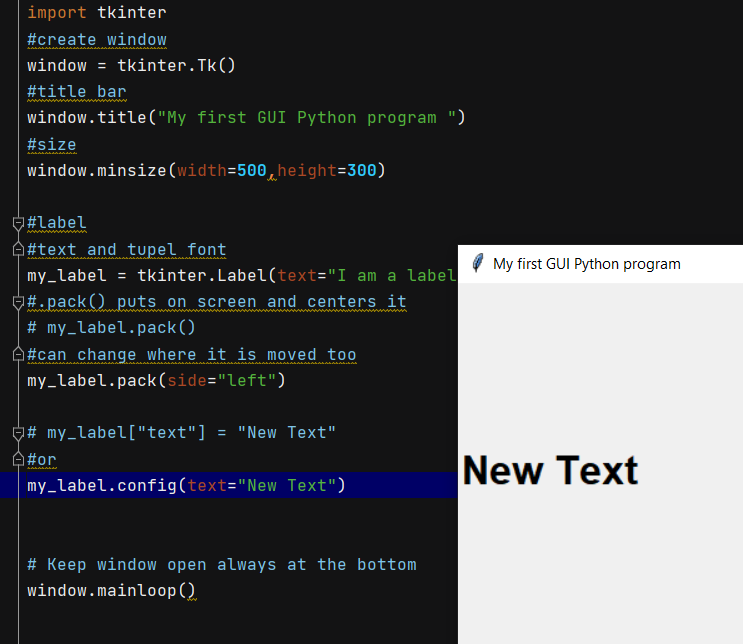 import tkinter
#create window
window = tkinter.Tk()
#title bar
window.title("My first GUI Python program ")
#size
window.minsize(width=500,height=300)
#label
#text and tupel font
my_label = tkinter.Label(text="I am a label
#.pack() puts on screen and centers it
# my_label.pack()
#can change where it is moved too
my_label.pack(side="left")
# my_label["text"] = "New Text"
#or
my_label.config(text="New Text")
# Keep window open always at the bottom
window.mainloop()
My first GUI Python program
New Text